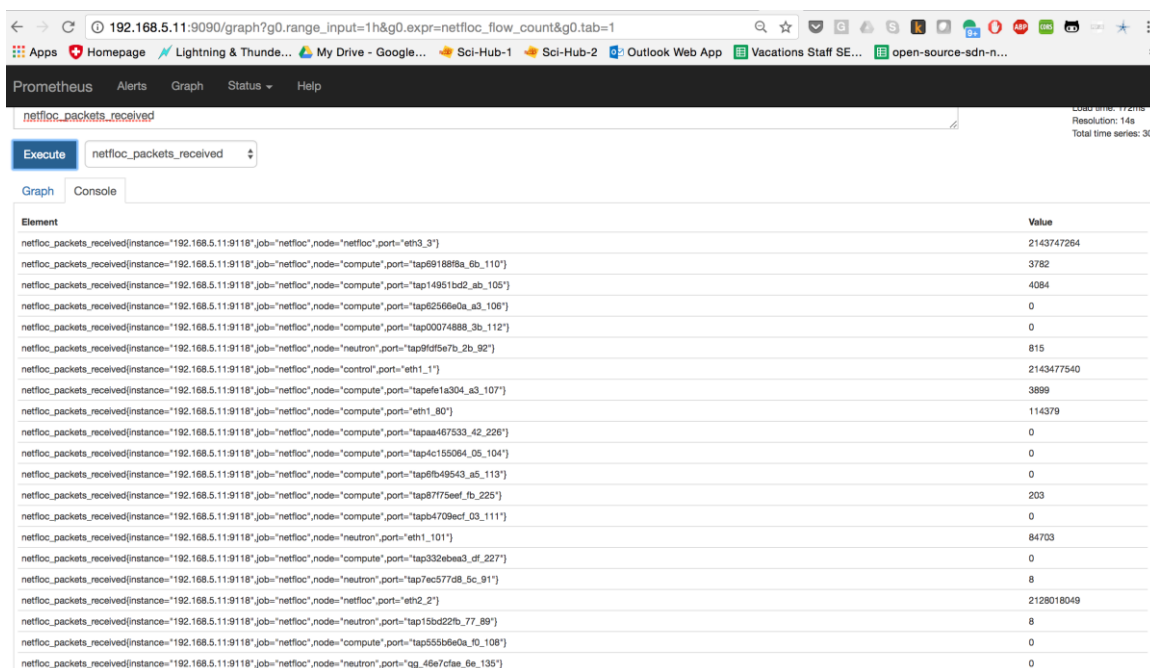 192.168.5.11:9090/graph?g0.range_input=1h&g0.expr=netfloc_flow_count&g0.tab=1
Apps Homepage Lightning & Thunde... My Drive - Google... Sci-Hub-1 Sci-Hub-2 Outlook Web App Vacations Staff SE... open-source-sdn-n...
Prometheus Alerts Graph Status Help
netfloc_packets_received
Load time: 172ms
Resolution: 14s
Total time series: 30
Execute netfloc_packets_received
Graph Console
Element Value
netfloc_packets_received{instance="192.168.5.11:9118",job="netfloc",node="netfloc",port="eth3_3"} 2143747264
netfloc_packets_received{instance="192.168.5.11:9118",job="netfloc",node="compute",port="tap69188f8a_6b_110"} 3782
netfloc_packets_received{instance="192.168.5.11:9118",job="netfloc",node="compute",port="tap14951bd2_ab_105"} 4084
netfloc_packets_received{instance="192.168.5.11:9118",job="netfloc",node="compute",port="tap62566e0a_a3_106"} 0
netfloc_packets_received{instance="192.168.5.11:9118",job="netfloc",node="compute",port="tap00074888_3b_112"} 0
netfloc_packets_received{instance="192.168.5.11:9118",job="netfloc",node="neutron",port="tap9fdf5e7b_2b_92"} 815
netfloc_packets_received{instance="192.168.5.11:9118",job="netfloc",node="control",port="eth1_1"} 2143477540
netfloc_packets_received{instance="192.168.5.11:9118",job="netfloc",node="compute",port="tapefe1a304_a3_107"} 3899
netfloc_packets_received{instance="192.168.5.11:9118",job="netfloc",node="compute",port="eth1_80"} 114379
netfloc_packets_received{instance="192.168.5.11:9118",job="netfloc",node="compute",port="tapaa467533_42_226"} 0
netfloc_packets_received{instance="192.168.5.11:9118",job="netfloc",node="compute",port="tap4c155064_05_104"} 0
netfloc_packets_received{instance="192.168.5.11:9118",job="netfloc",node="compute",port="tap6fb49543_a5_113"} 0
netfloc_packets_received{instance="192.168.5.11:9118",job="netfloc",node="compute",port="tap87f75eef_fb_225"} 203
netfloc_packets_received{instance="192.168.5.11:9118",job="netfloc",node="compute",port="tapb4709ecf_03_111"} 0
netfloc_packets_received{instance="192.168.5.11:9118",job="netfloc",node="neutron",port="eth1_101"} 84703
netfloc_packets_received{instance="192.168.5.11:9118",job="netfloc",node="compute",port="tap332ebea3_df_227"} 0
netfloc_packets_received{instance="192.168.5.11:9118",job="netfloc",node="neutron",port="tap7ec577d8_5c_91"} 8
netfloc_packets_received{instance="192.168.5.11:9118",job="netfloc",node="netfloc",port="eth2_2"} 2128018049
netfloc_packets_received{instance="192.168.5.11:9118",job="netfloc",node="neutron",port="tap15bd22fb_77_89"} 8
netfloc_packets_received{instance="192.168.5.11:9118",job="netfloc",node="compute",port="tap555b6e0a_f0_108"} 0
netfloc_packets_received{instance="192.168.5.11:9118",job="netfloc",node="neutron",port="qg_46e7cfae_6e_135"} 0